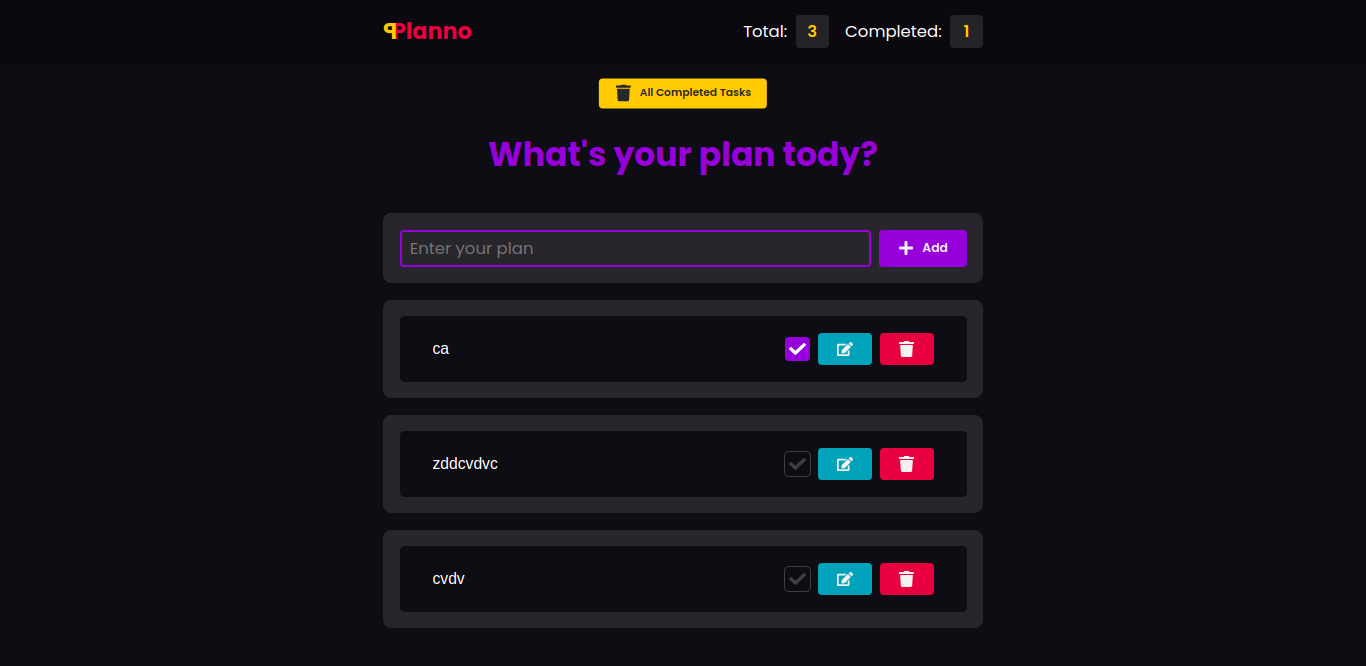 Planno
Total: 3 Completed: 1
All Completed Tasks
What's your plan tody?
Enter your plan
Add
ca
zddcvdvc
cvdv